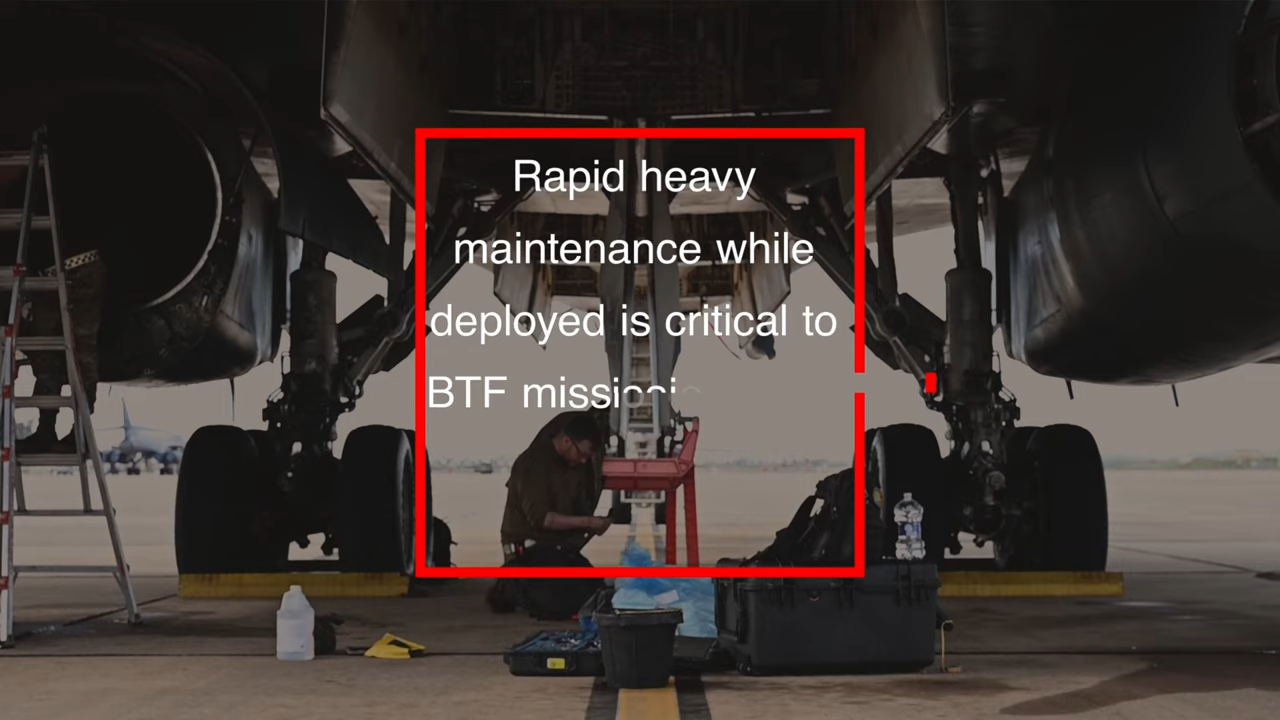 Rapid heavy
maintenance while
deployed is critical to
BTF